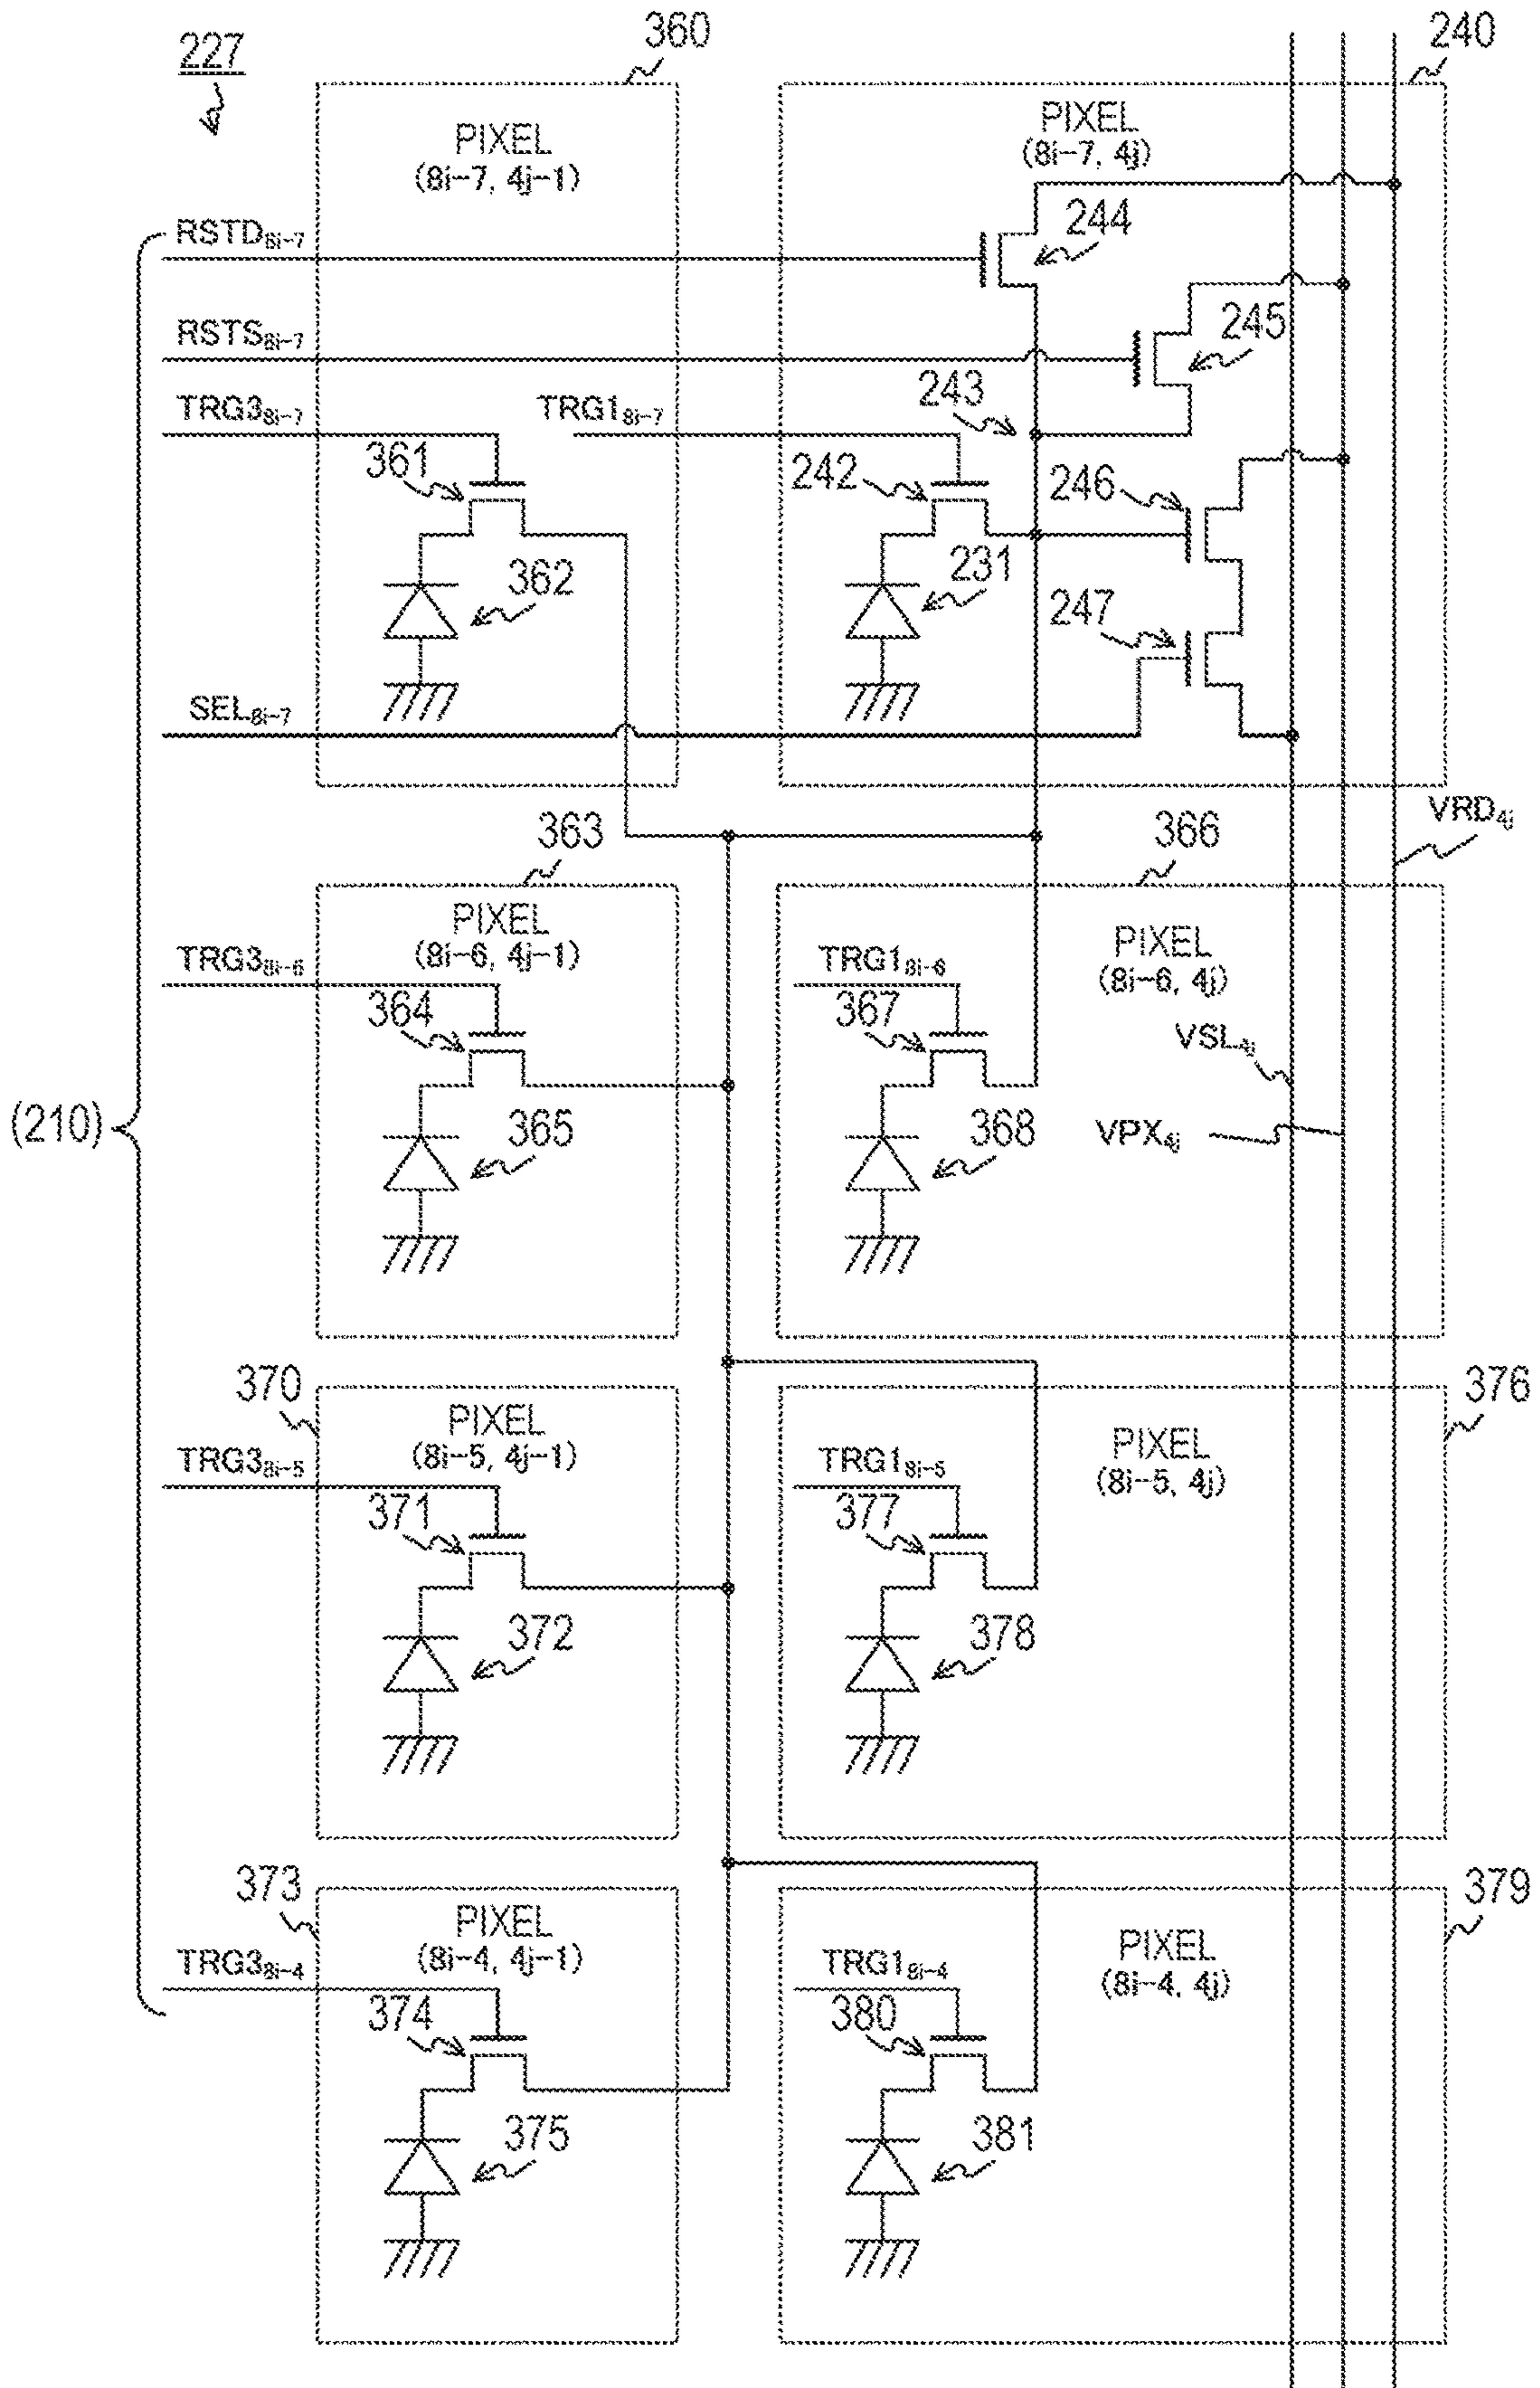 227
360
240
PIXEL
(8i-7, 4j-1)
PIXEL
(8i-7, 4j)
RSTD8i-7
244
RSTS8i-7
245
TRG38i-7
TRG18i-7
243
361
242
246
362
231
247
SEL8i-7
VRD4j
363
366
PIXEL
(8i-6, 4j-1)
PIXEL
(8i-6, 4j)
TRG38i-6
TRG18i-6
364
367
VSL4j
(210)
365
368
VPX4j
370
376
PIXEL
(8i-5, 4j-1)
PIXEL
(8i-5, 4j)
TRG38i-5
TRG18i-5
371
377
372
378
373
379
PIXEL
(8i-4, 4j-1)
PIXEL
(8i-4, 4j)
TRG38i-4
TRG18i-4
374
380
375
381